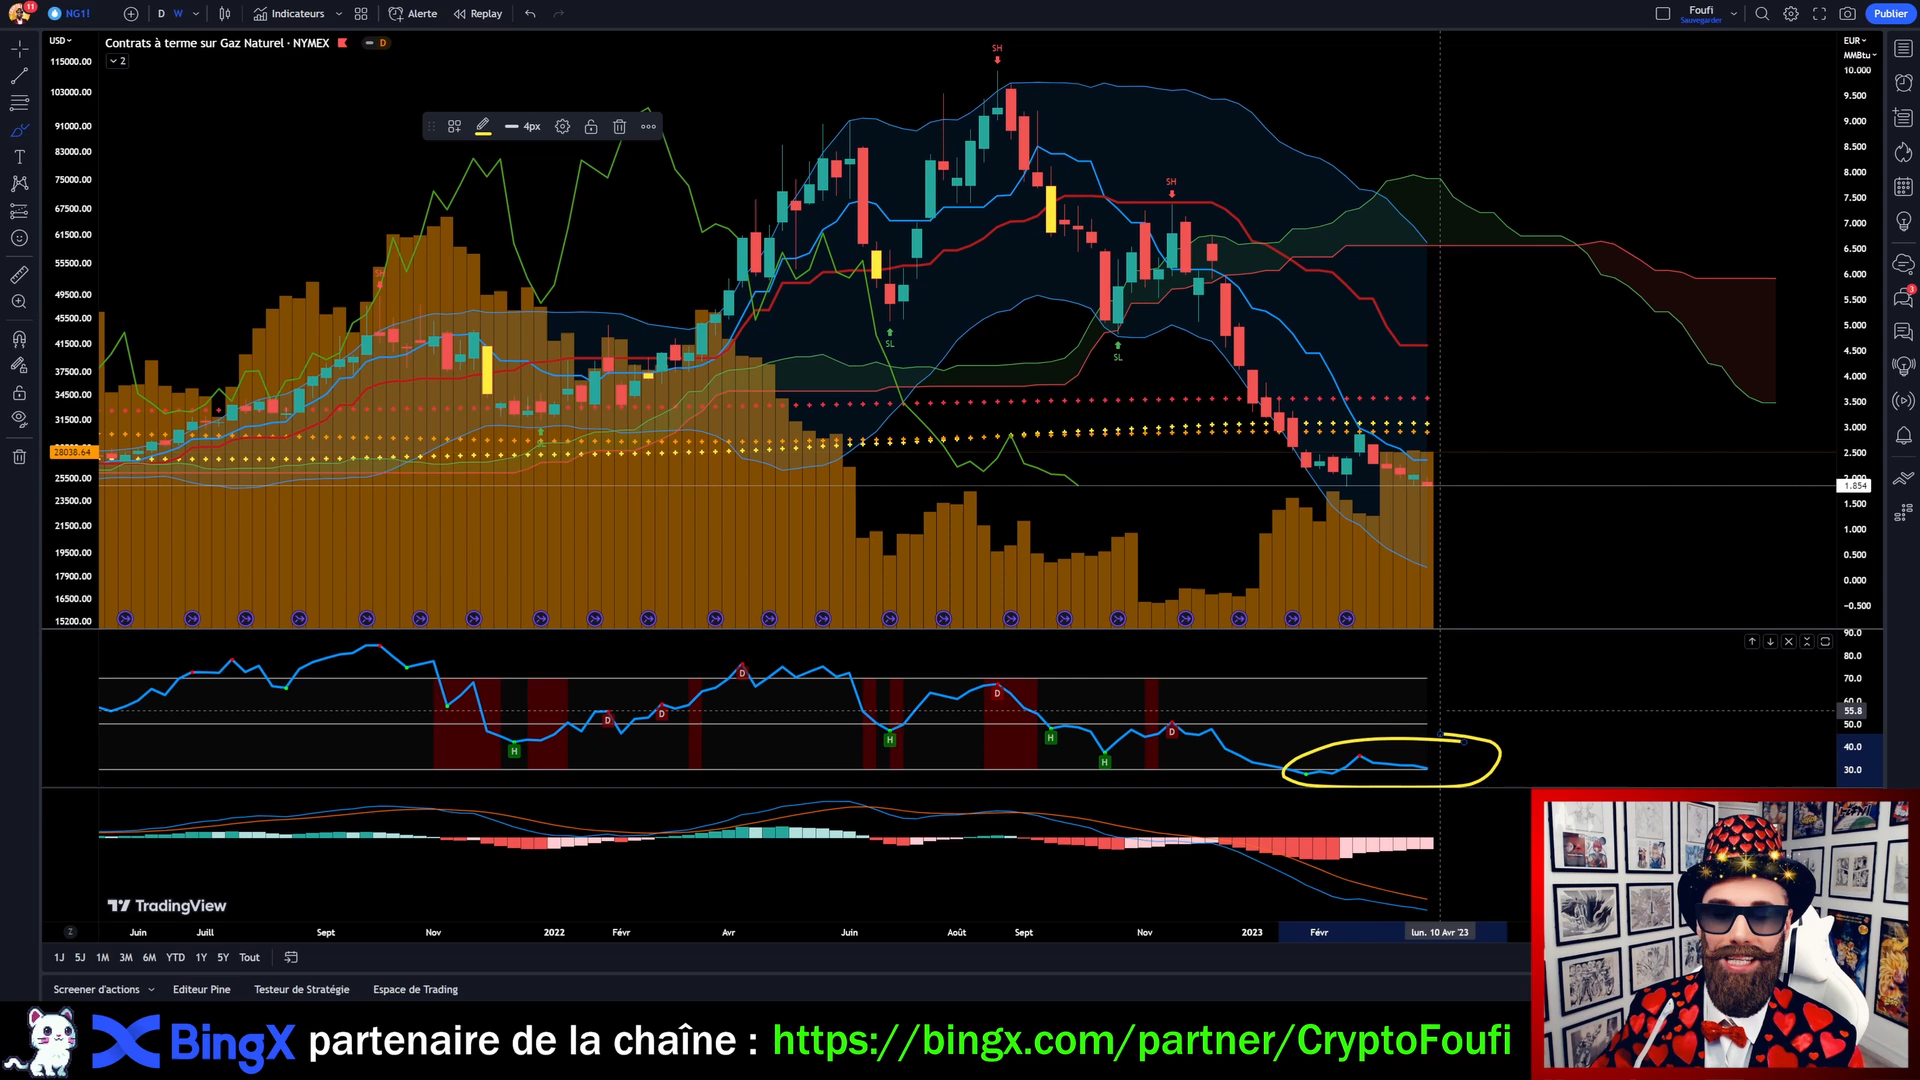 11
NG1!
D
W
Indicateurs
Alerte
Replay
Foufi
Sauvegarder
Publier
USD
Contrats à terme sur Gaz Naturel · NYMEX
D
2
115000.00
103000.00
91000.00
83000.00
75000.00
67500.00
61500.00
55500.00
49500.00
45500.00
41500.00
37500.00
34500.00
31500.00
28038.64
25500.00
23500.00
21500.00
19500.00
17900.00
16500.00
15200.00
4px
SH
SH
SH
SL
SL
EUR
MMBtu
10.000
9.500
9.000
8.500
8.000
7.500
7.000
6.500
6.000
5.500
5.000
4.500
4.000
3.500
3.000
2.500
1.854
1.500
1.000
0.500
0.000
−0.500
90.0
80.0
70.0
55.8
50.0
40.0
30.0
D
D
D
D
D
H
H
H
H
3
TradingView
Z
Juin
Juill
Sept
Nov
2022
Févr
Avr
Juin
Août
Sept
Nov
2023
Févr
lun. 10 Avr '23
1J
5J
1M
3M
6M
YTD
1Y
5Y
Tout
Screener d'actions
Editeur Pine
Testeur de Stratégie
Espace de Trading
BingX partenaire de la chaîne : https://bingx.com/partner/CryptoFoufi